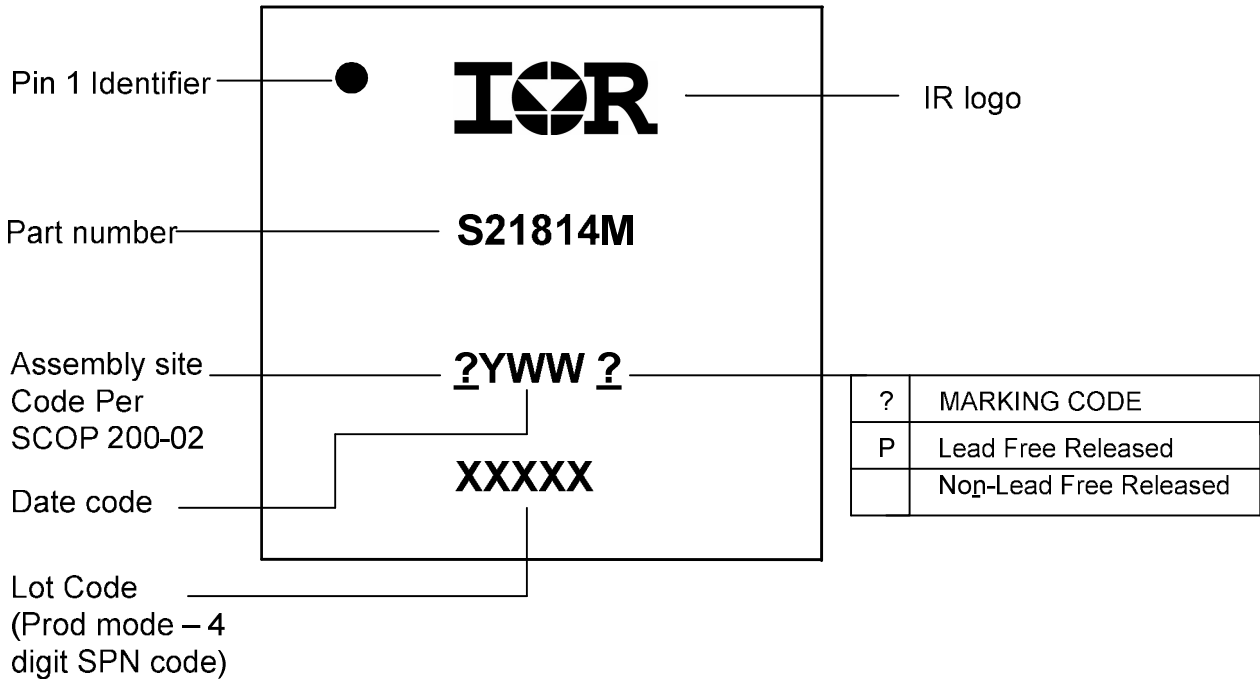 Pin 1 Identifier
IOR
IR logo
Part number
S21814M
Assembly site
Code Per
SCOP 200-02
?YWW ?
? MARKING CODE
P Lead Free Released
Non-Lead Free Released
Date code
XXXXX
Lot Code
(Prod mode – 4
digit SPN code)